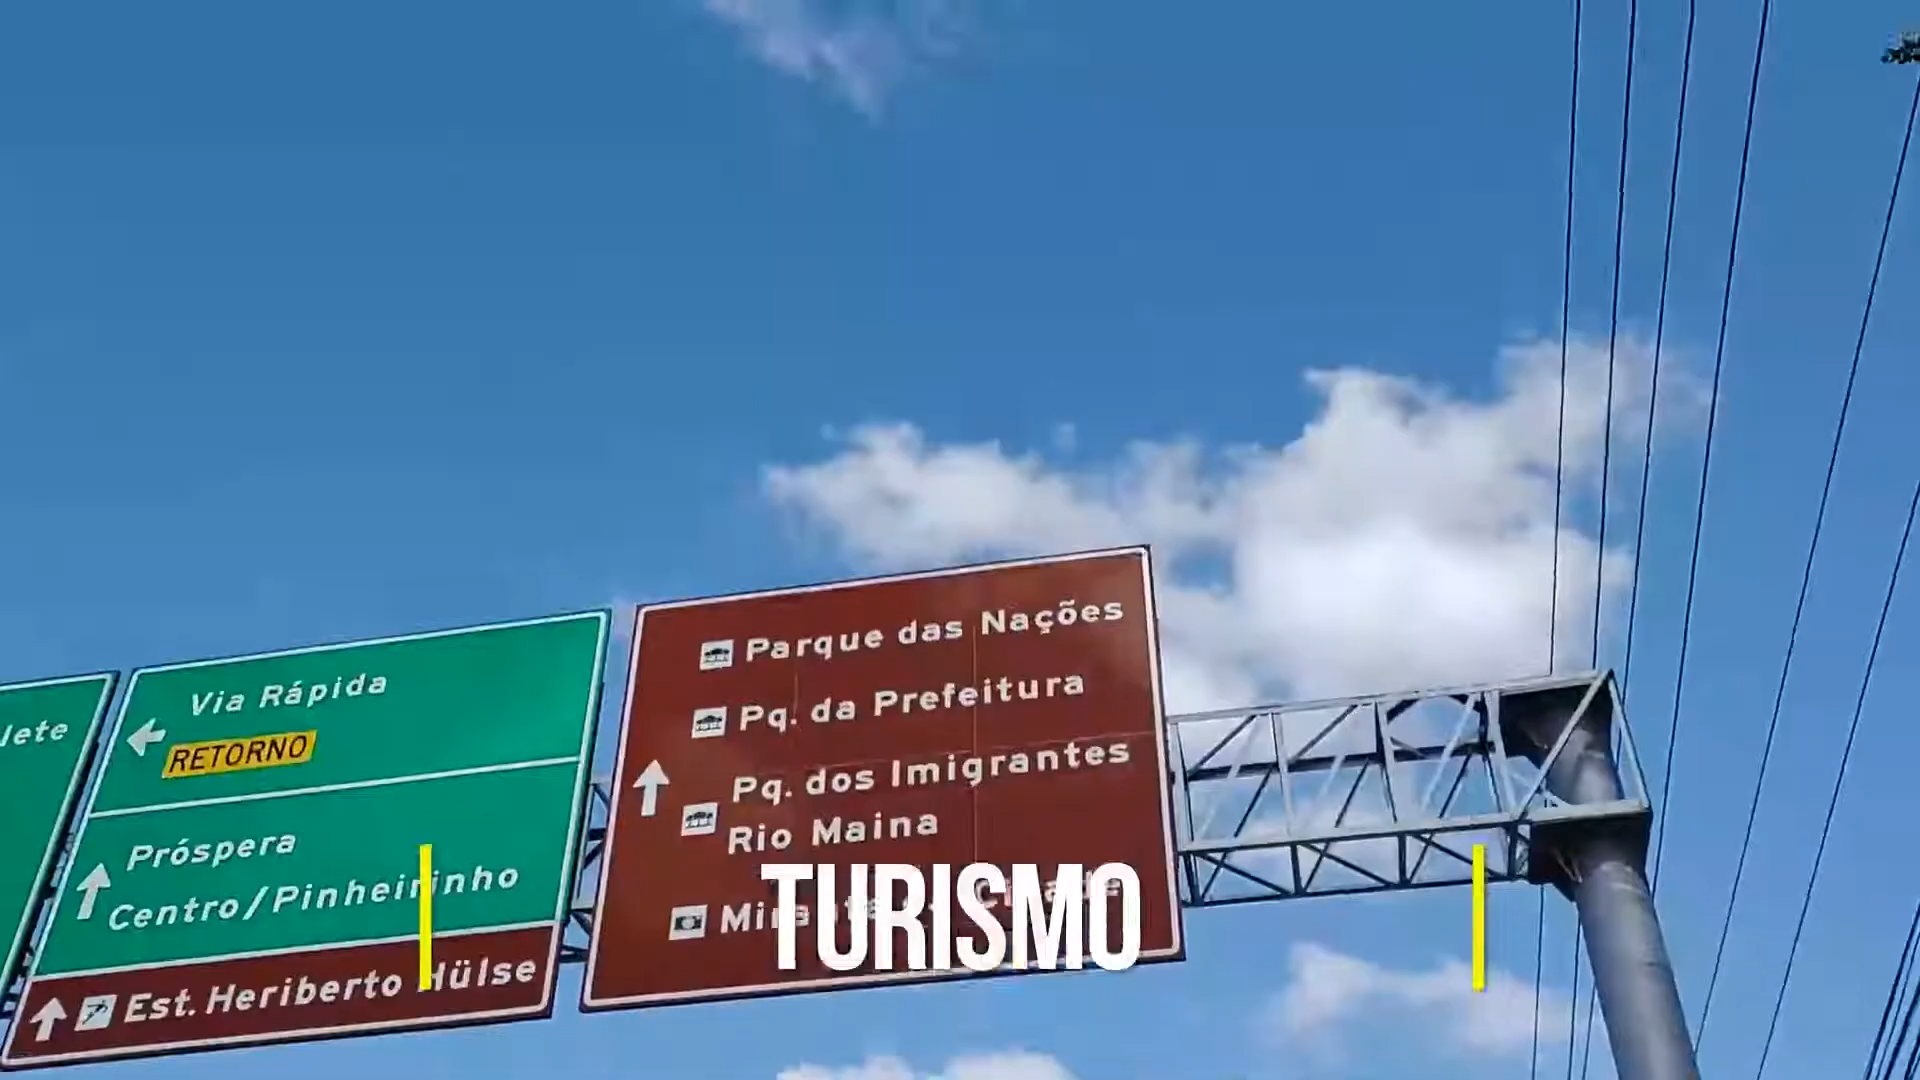 Via Rápida
RETORNO
Próspera
Centro/Pinheirinho
Est. Heriberto Hülse
Parque das Nações
Pq. da Prefeitura
Pq. dos Imigrantes
Rio Maina
TURISMO